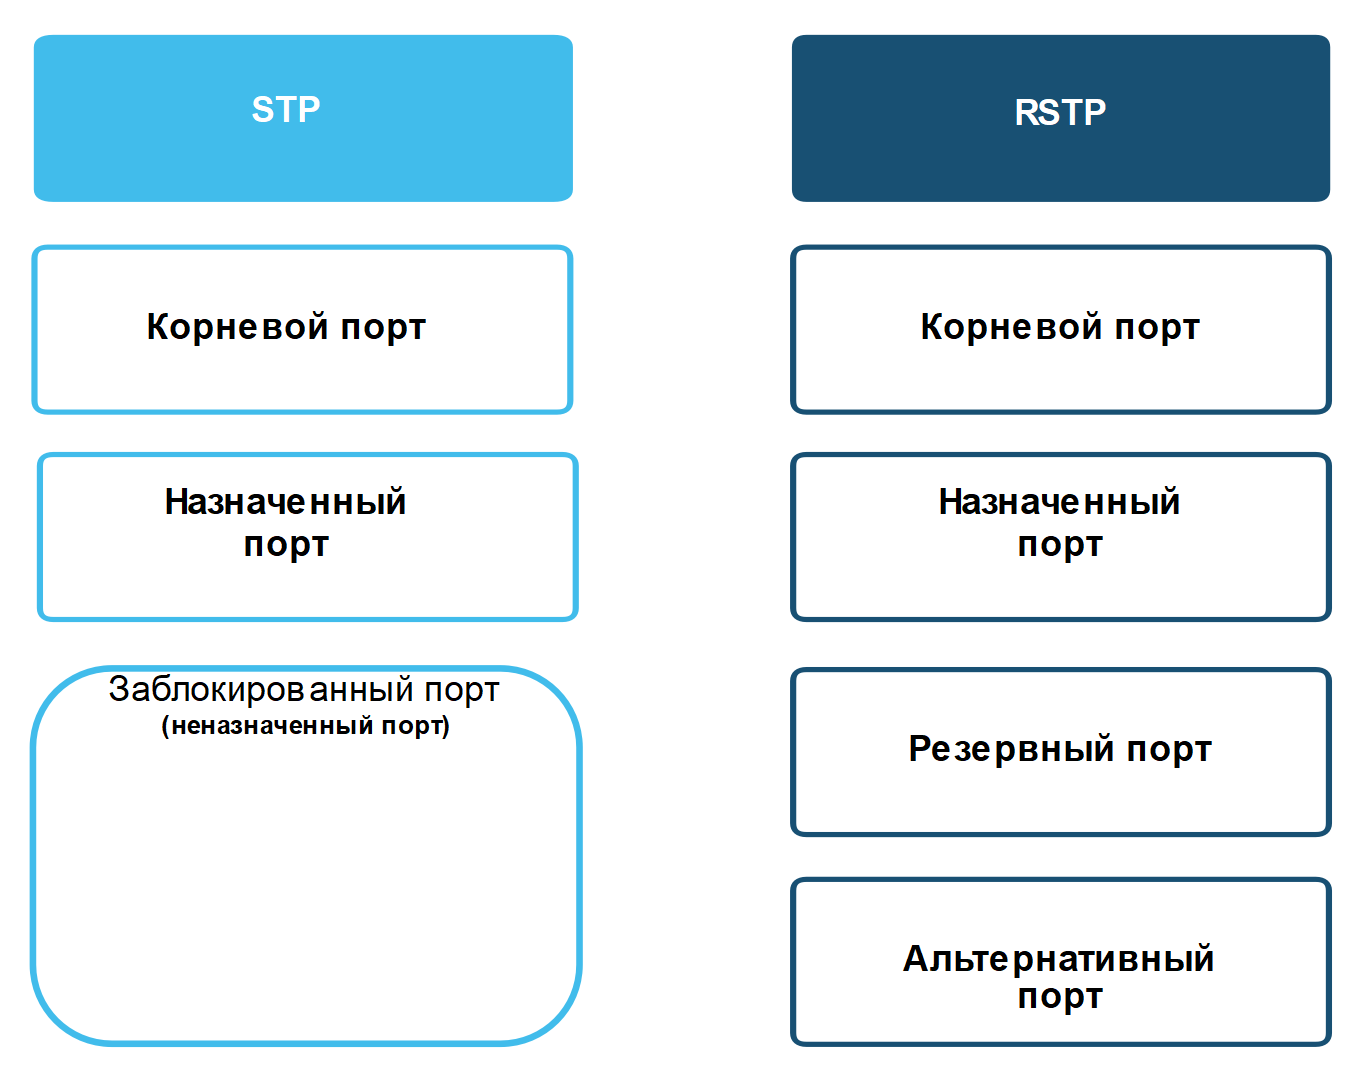 STP
Корневой порт
Назначенный
порт
Заблокированный порт
(неназначенный порт)
RSTP
Корневой порт
Назначенный
порт
Резервный порт
Альтернативный
порт